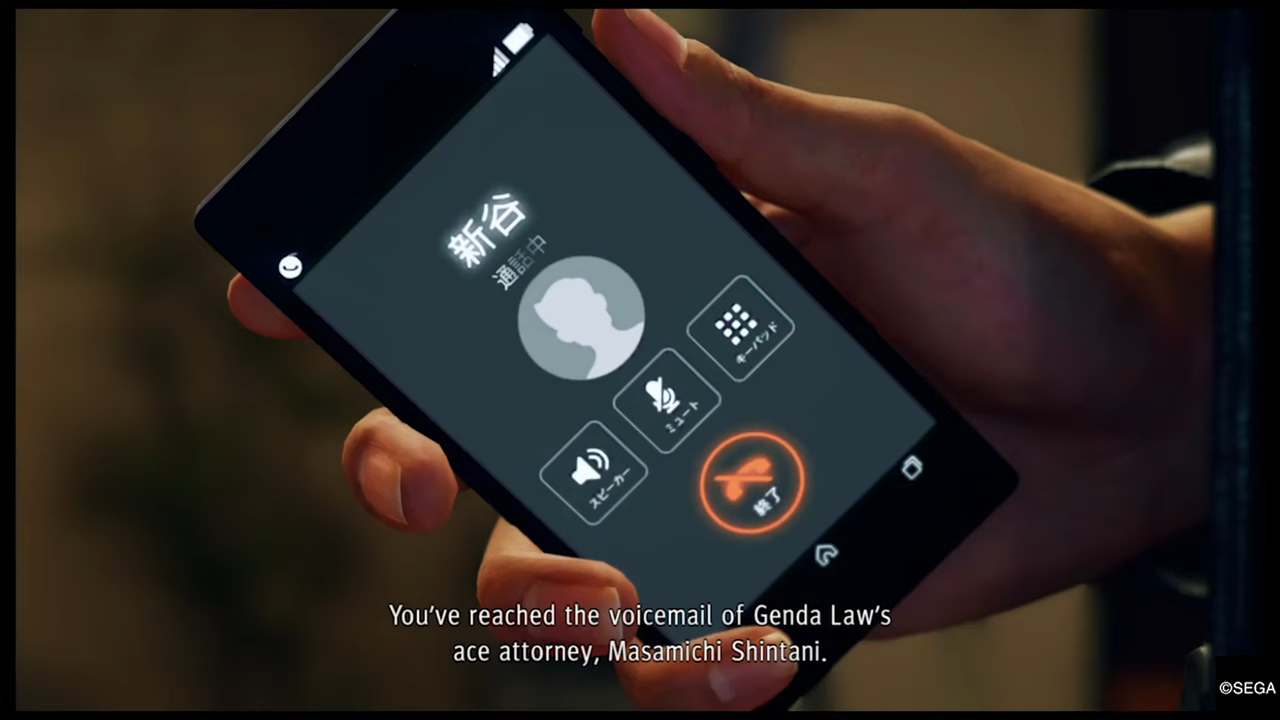 新谷
通話中
キーパッド
ミュート
スピーカー
終了
You've reached the voicemail of Genda Law's
ace attorney, Masamichi Shintani.
©SEGA